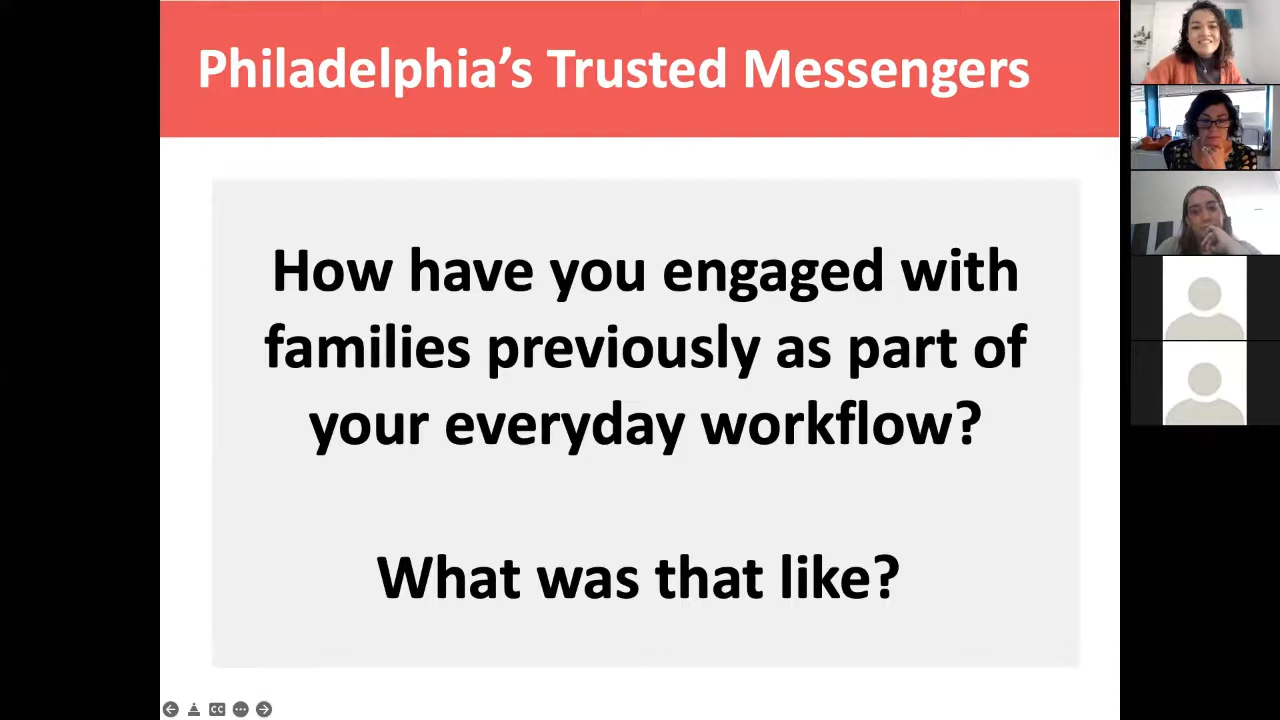 Philadelphia’s Trusted Messengers
How have you engaged with
families previously as part of
your everyday workflow?
What was that like?
CC